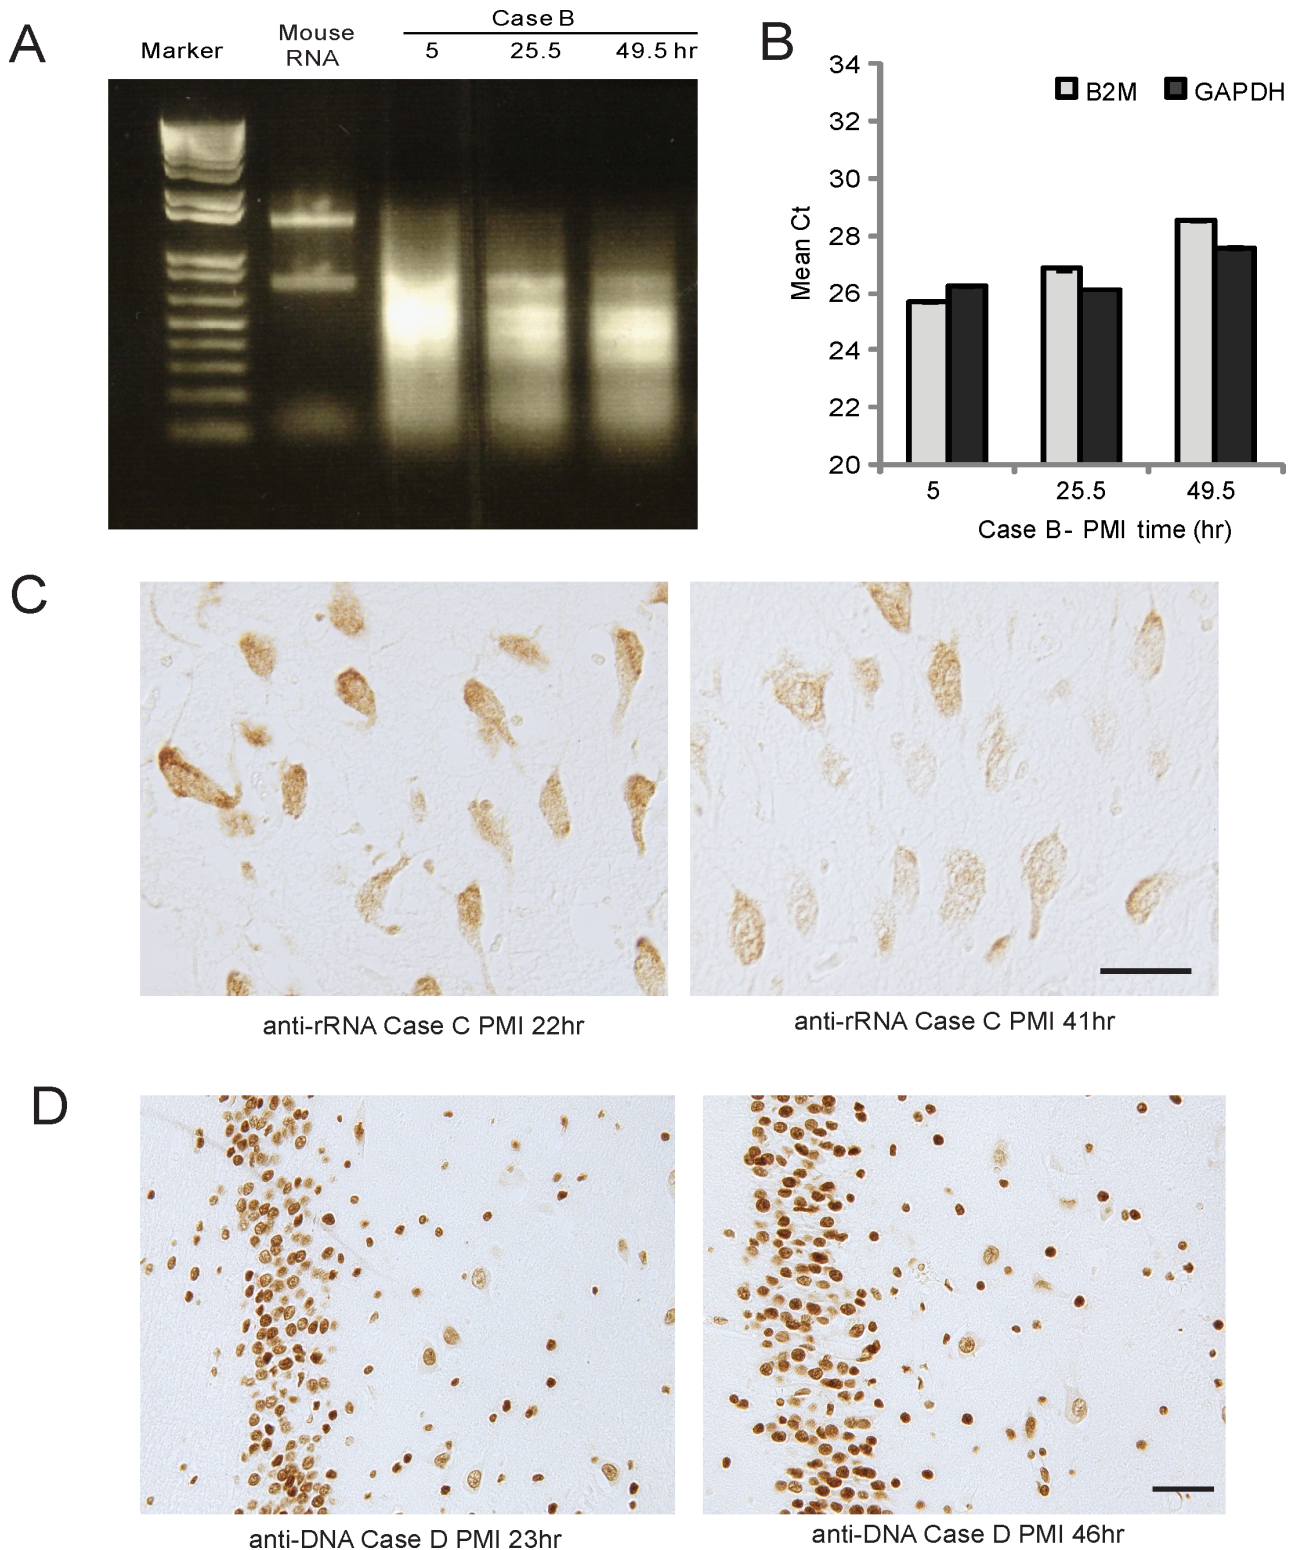 A
Marker
Mouse
RNA
Case B
5 25.5 49.5 hr
B
34
32
30
28
26
24
22
20
Mean Ct
B2M GAPDH
5 25.5 49.5
Case B- PMI time (hr)
C
anti-rRNA Case C PMI 22hr
anti-rRNA Case C PMI 41hr
D
anti-DNA Case D PMI 23hr
anti-DNA Case D PMI 46hr